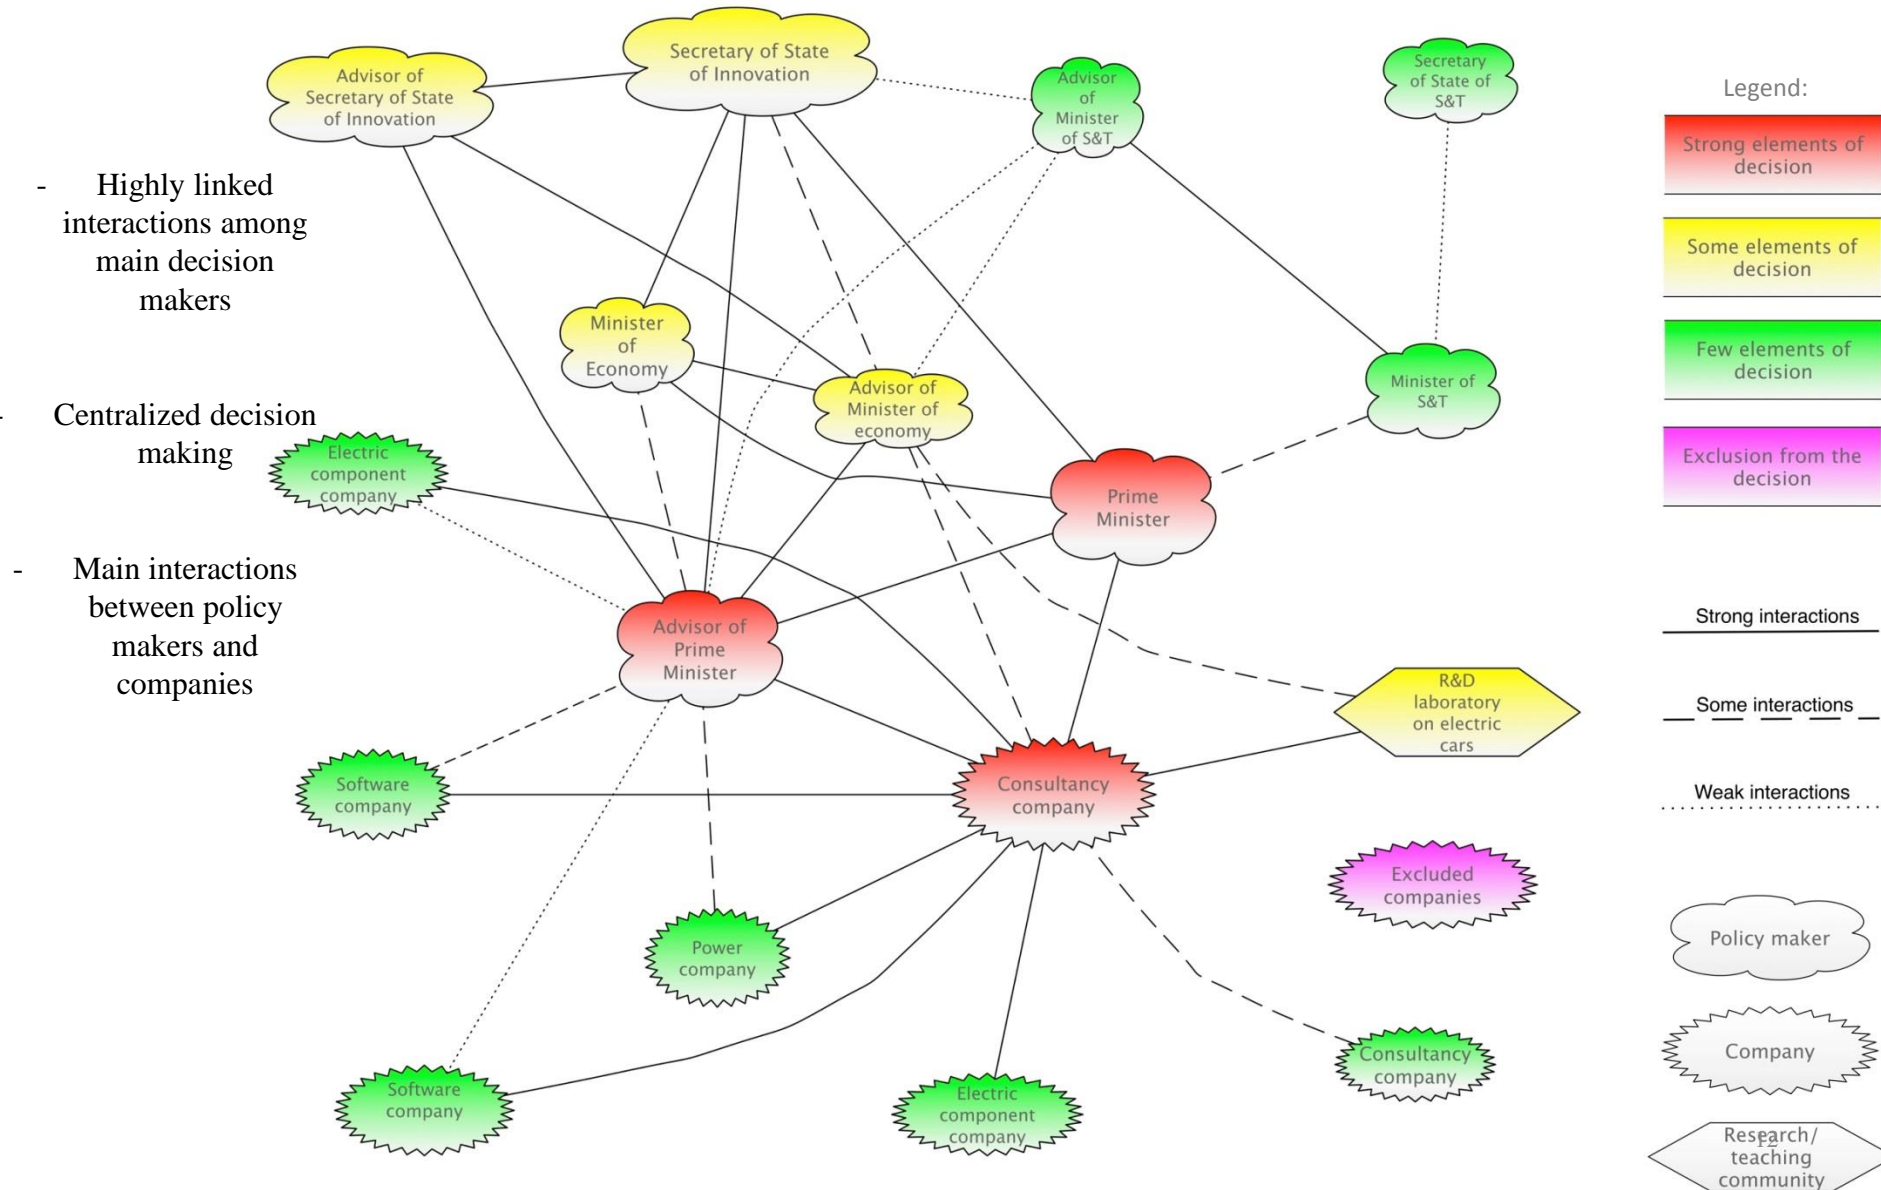 Advisor of
Secretary of State
of Innovation
Secretary of State
of Innovation
Advisor
of
Minister
of S&T
Secretary
of State of
S&T
- Highly linked
interactions among
main decision
makers
Minister
of
Economy
Advisor of
Minister of
economy
Minister of
S&T
- Centralized decision
making
Electric
component
company
Prime
Minister
- Main interactions
between policy
makers and
companies
Advisor of
Prime
Minister
R&D
laboratory
on electric
cars
Software
company
Consultancy
company
Excluded
companies
Power
company
Software
company
Electric
component
company
Consultancy
company
Legend:
Strong elements of
decision
Some elements of
decision
Few elements of
decision
Exclusion from the
decision
Strong interactions
Some interactions
Weak interactions
Policy maker
Company
Research/
teaching
community
12